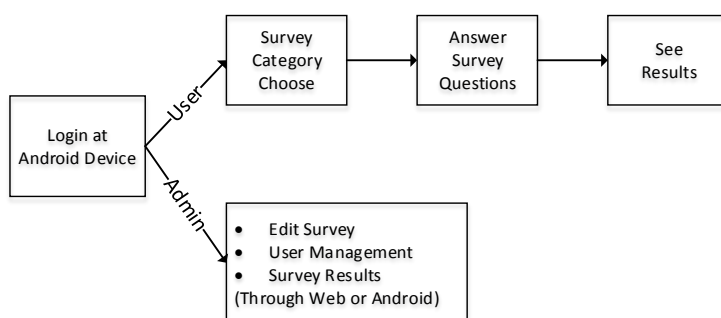 Login at
Android Device
User
Survey
Category
Choose
Answer
Survey
Questions
See
Results
Admin
• Edit Survey
• User Management
• Survey Results
(Through Web or Android)